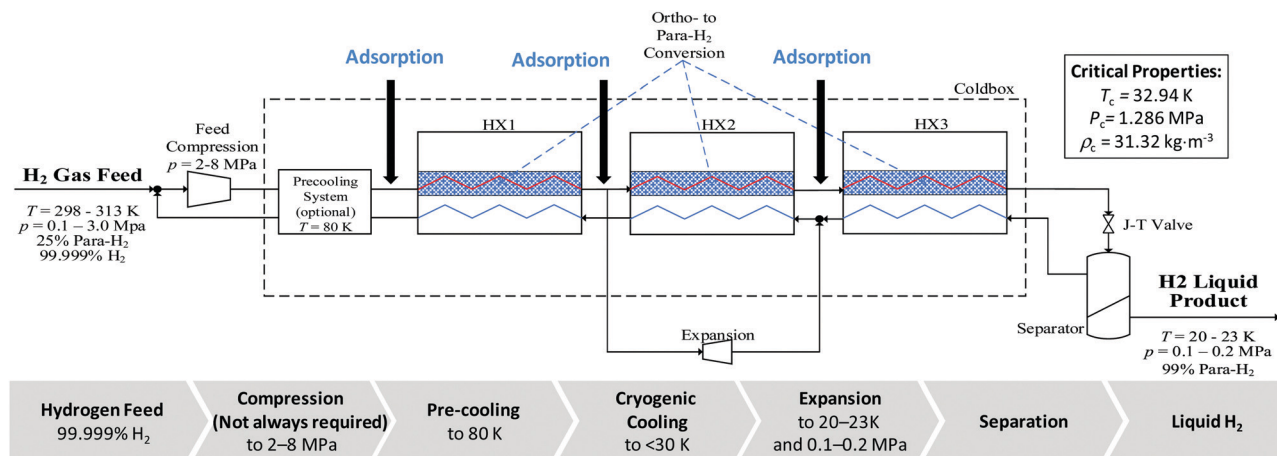 Ortho- to
Para-H₂
Conversion
Adsorption
Adsorption
Adsorption
Critical Properties:
T_c = 32.94 K
P_c= 1.286 MPa
ρ_c = 31.32 kg·m⁻³
Coldbox
Feed
Compression
p = 2-8 MPa
HX1
HX2
HX3
H₂ Gas Feed
T = 298 - 313 K
p = 0.1 – 3.0 Mpa
25% Para-H₂
99.999% H₂
Precooling
System
(optional)
T = 80 K
J-T Valve
Expansion
Separator
H2 Liquid
Product
T = 20 - 23 K
p = 0.1 – 0.2 MPa
99% Para-H₂
Hydrogen Feed
99.999% H₂
Compression
(Not always required)
to 2–8 MPa
Pre-cooling
to 80 K
Cryogenic
Cooling
to <30 K
Expansion
to 20–23K
and 0.1–0.2 MPa
Separation
Liquid H₂